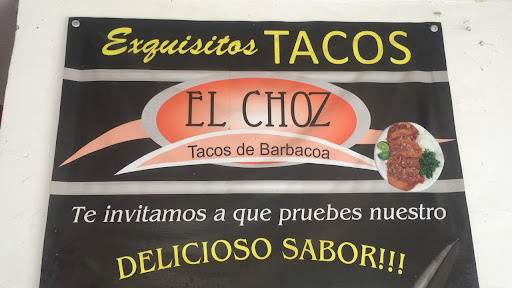 Exquisitos TACOS
EL CHOZ
Tacos de Barbacoa
Te invitamos a que pruebes nuestro
DELICIOSO SABOR!!!